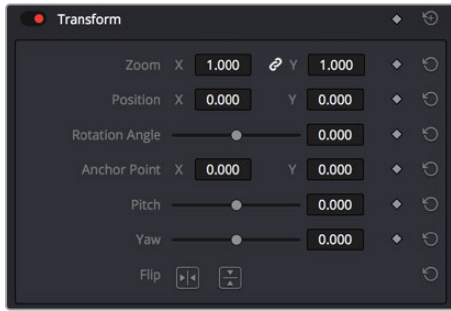 Transform
Zoom X 1.000 Y 1.000
Position X 0.000 Y 0.000
Rotation Angle 0.000
Anchor Point X 0.000 Y 0.000
Pitch 0.000
Yaw 0.000
Flip